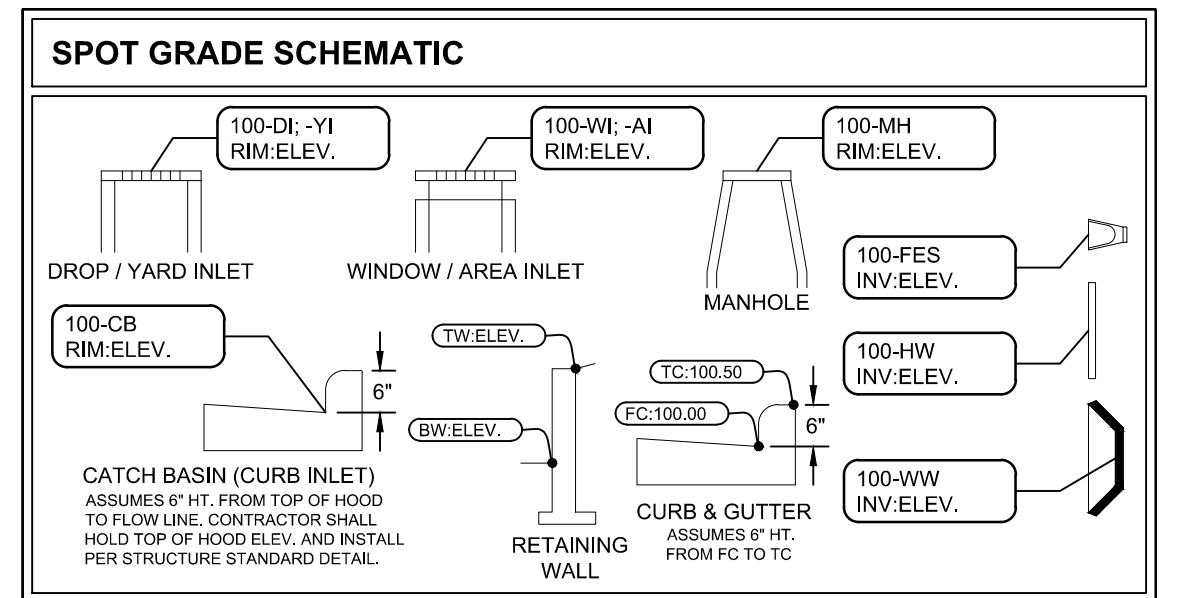 SPOT GRADE SCHEMATIC
100-DI; -YI
RIM:ELEV.
DROP / YARD INLET
100-WI; -AI
RIM:ELEV.
WINDOW / AREA INLET
100-MH
RIM:ELEV.
MANHOLE
100-FES
INV:ELEV.
100-HW
INV:ELEV.
100-WW
INV:ELEV.
100-CB
RIM:ELEV.
6"
CATCH BASIN (CURB INLET)
ASSUMES 6" HT. FROM TOP OF HOOD
TO FLOW LINE. CONTRACTOR SHALL
HOLD TOP OF HOOD ELEV. AND INSTALL
PER STRUCTURE STANDARD DETAIL.
TW:ELEV.
BW:ELEV.
RETAINING
WALL
TC:100.50
FC:100.00
6"
CURB & GUTTER
ASSUMES 6" HT.
FROM FC TO TC